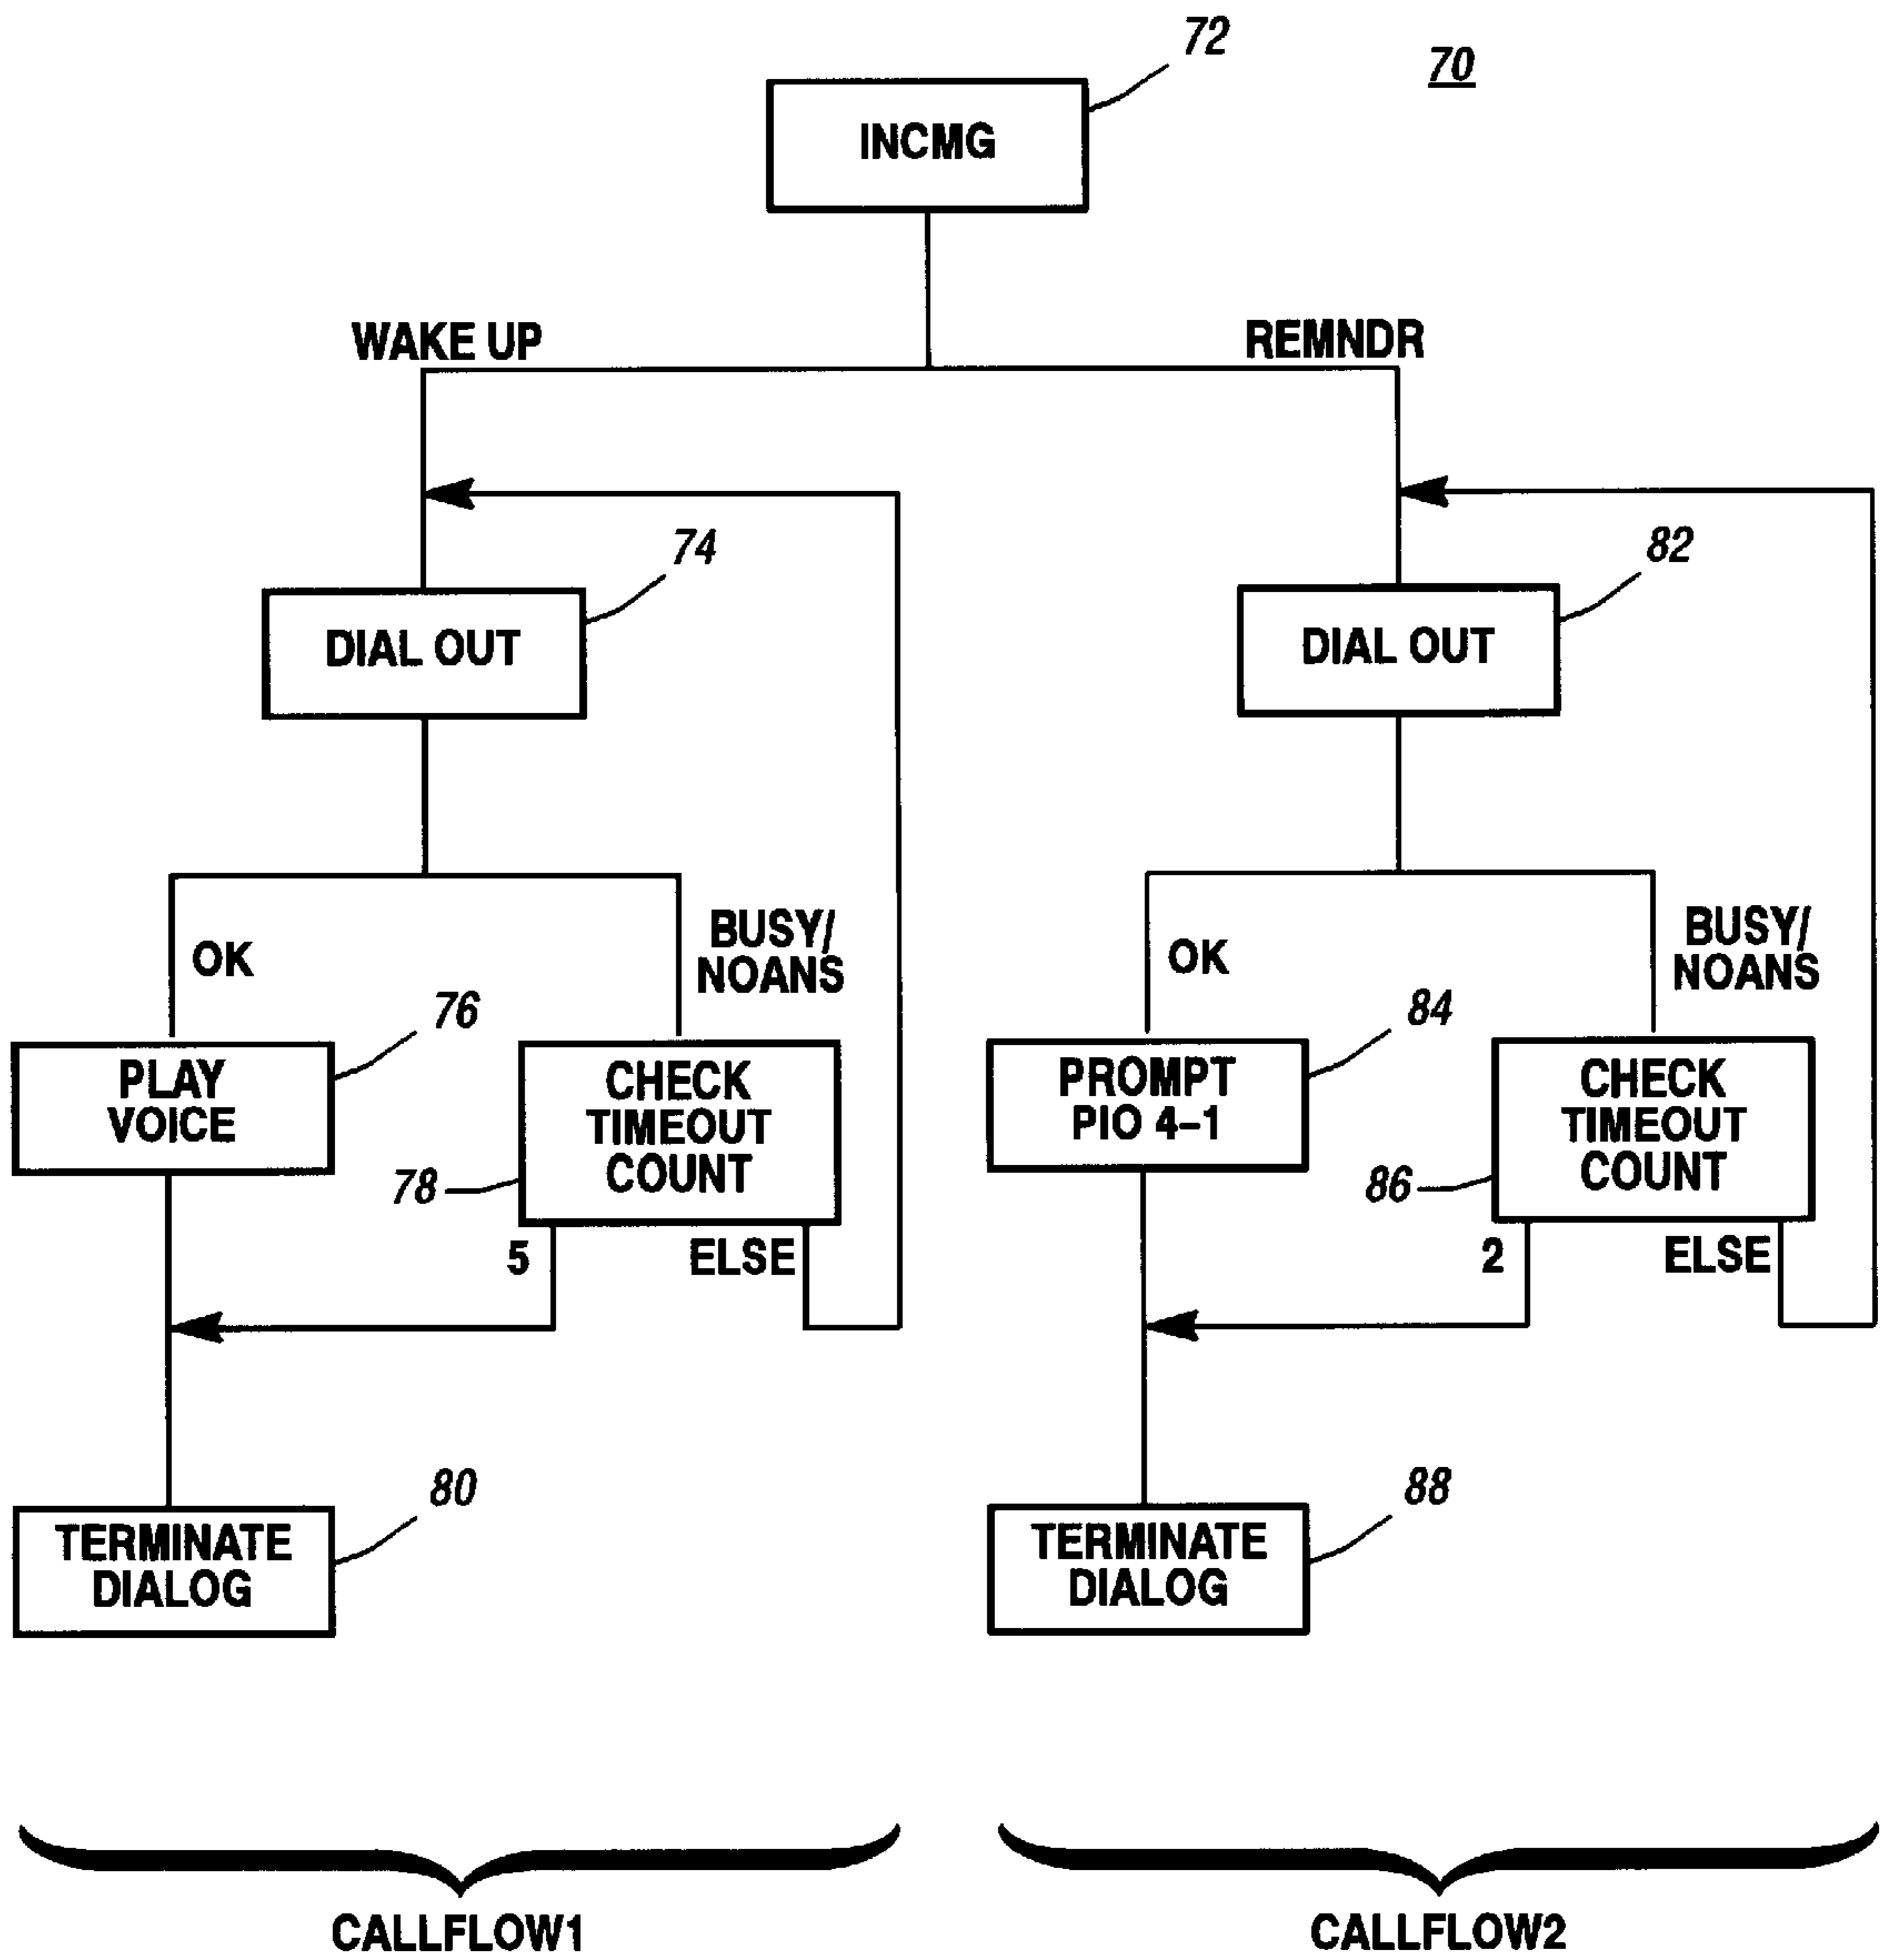 72
70
INCMG
WAKE UP
REMNDR
74
82
DIAL OUT
DIAL OUT
OK
BUSY/
NOANS
OK
BUSY/
NOANS
76
84
PLAY
VOICE
CHECK
TIMEOUT
COUNT
PROMPT
PIO 4-1
CHECK
TIMEOUT
COUNT
78
86
5
ELSE
2
ELSE
80
88
TERMINATE
DIALOG
TERMINATE
DIALOG
CALLFLOW1
CALLFLOW2